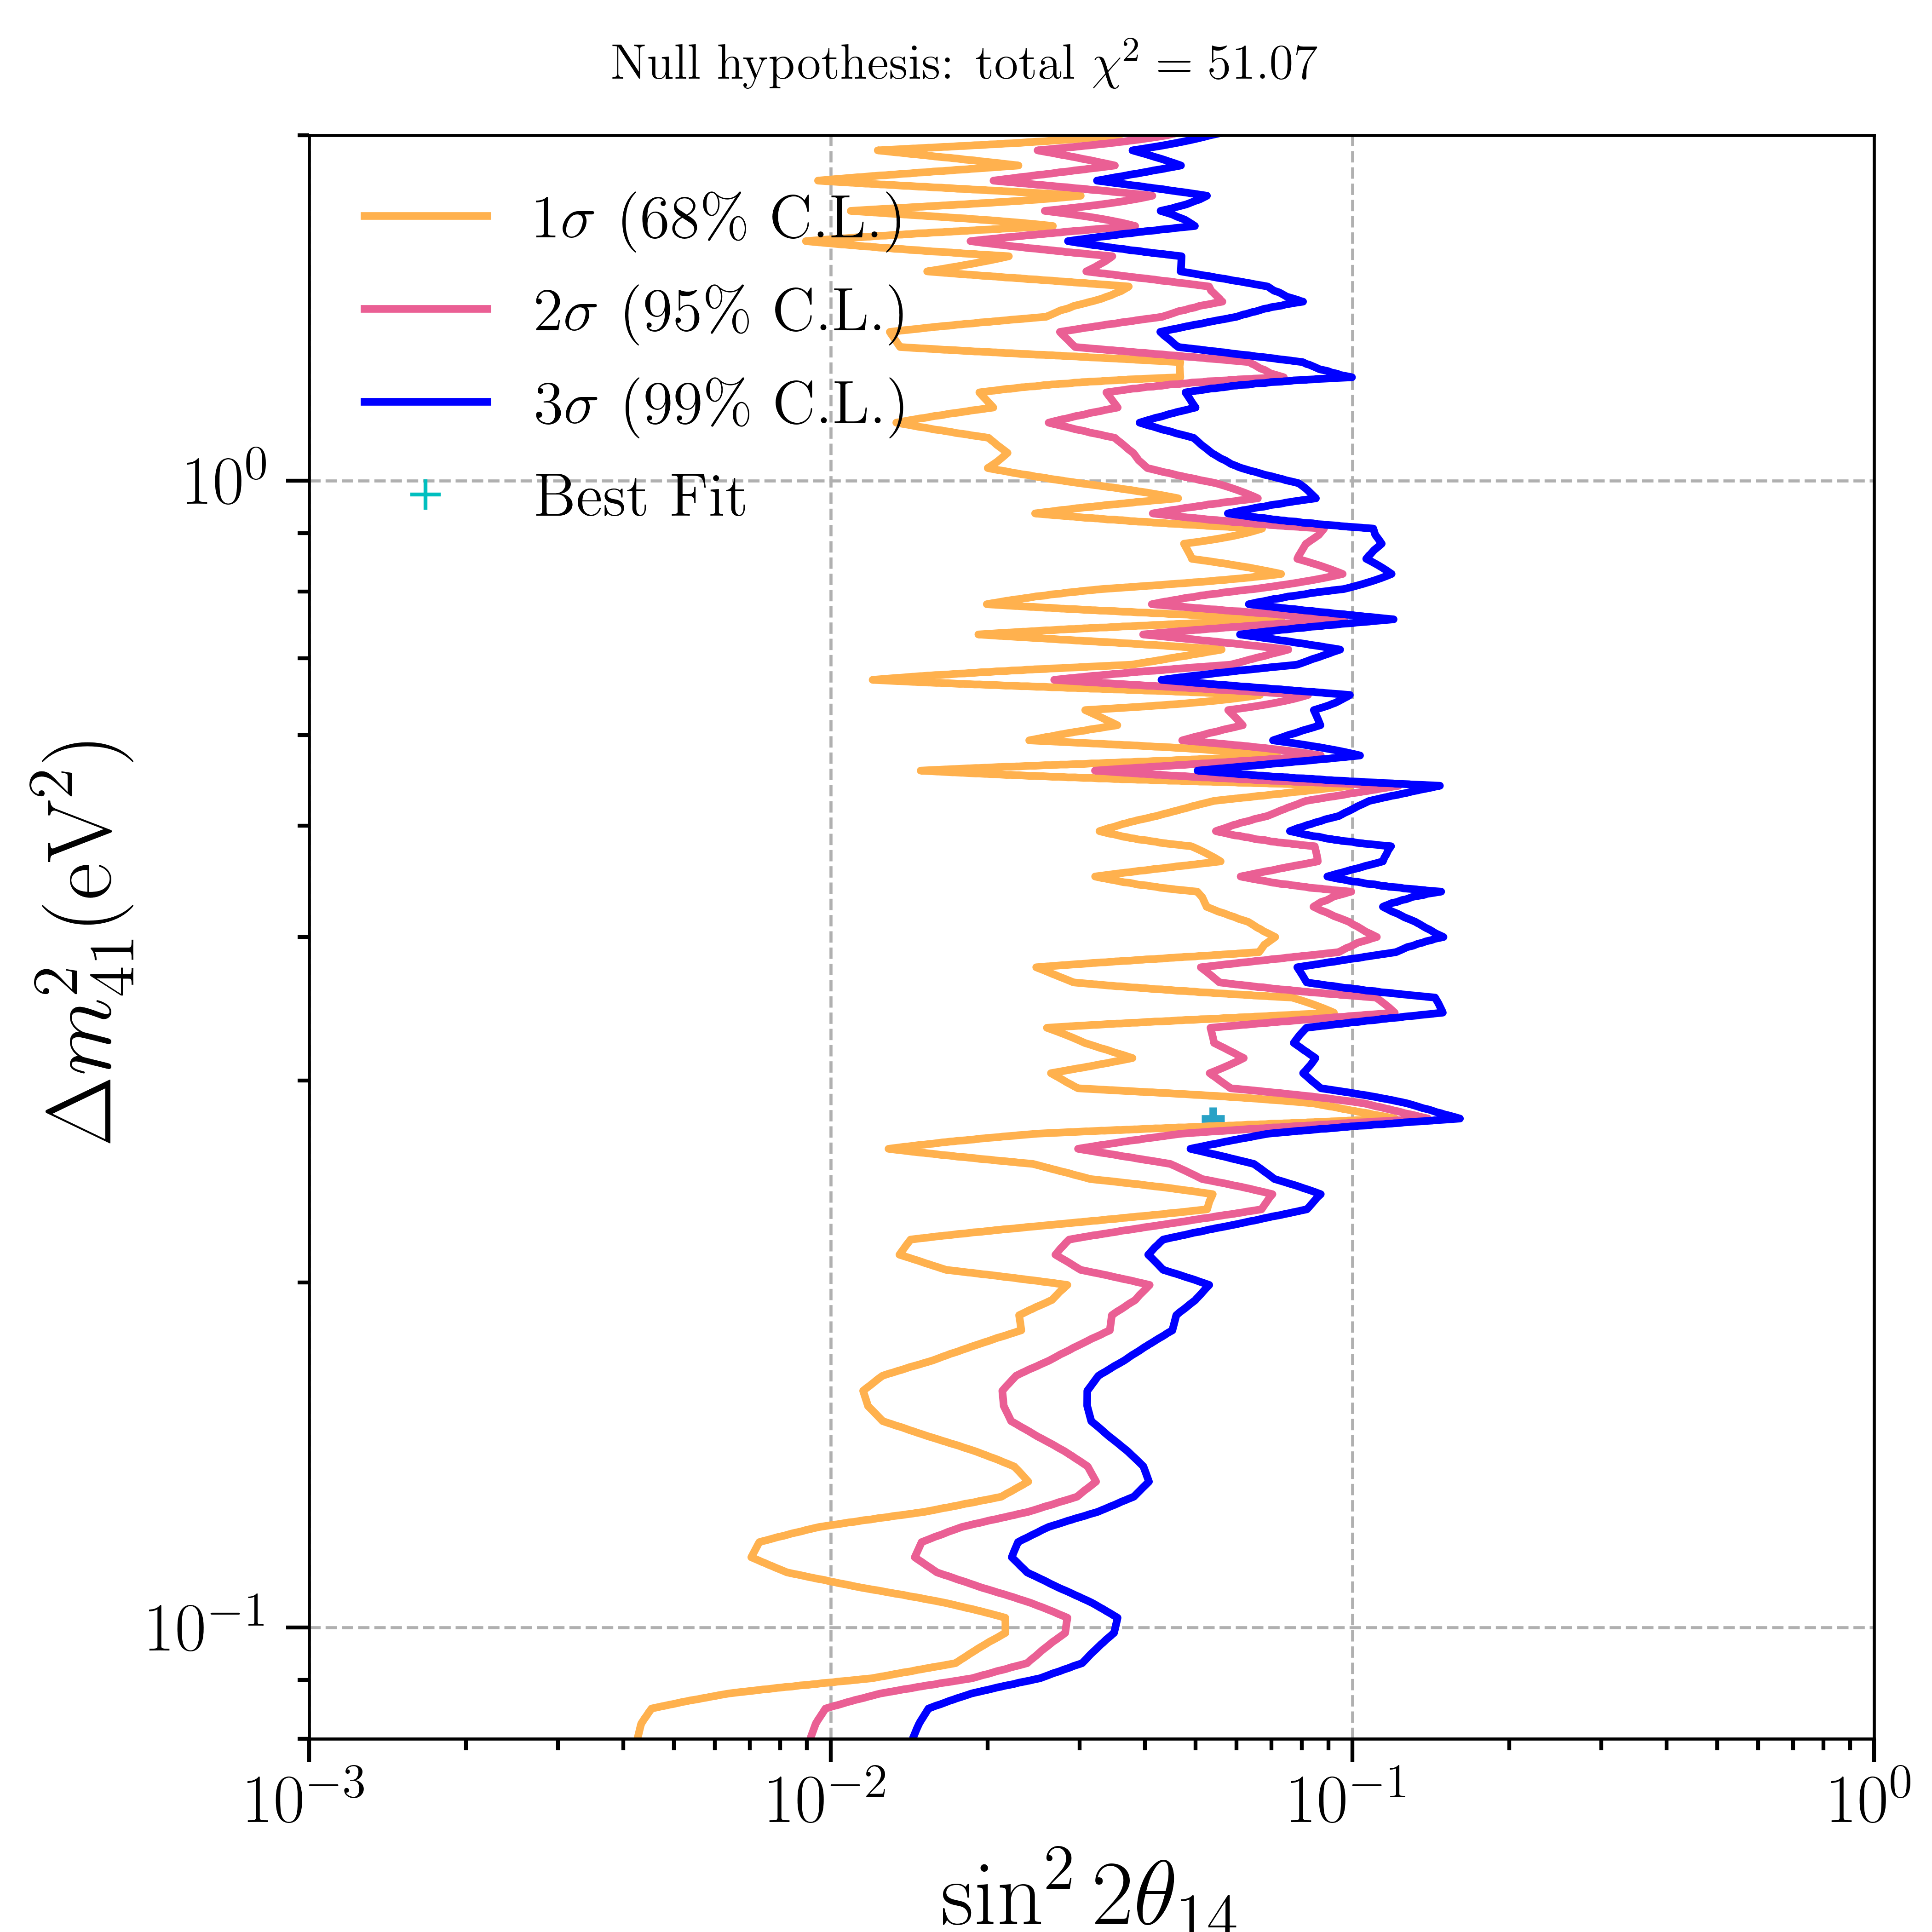 Null hypothesis: total χ² = 51.07
1σ (68% C.L.)
2σ (95% C.L.)
3σ (99% C.L.)
Best Fit
10⁰
10⁻¹
Δm²₄₁(eV²)
10⁻³ 10⁻² 10⁻¹ 10⁰
sin² 2θ₁₄